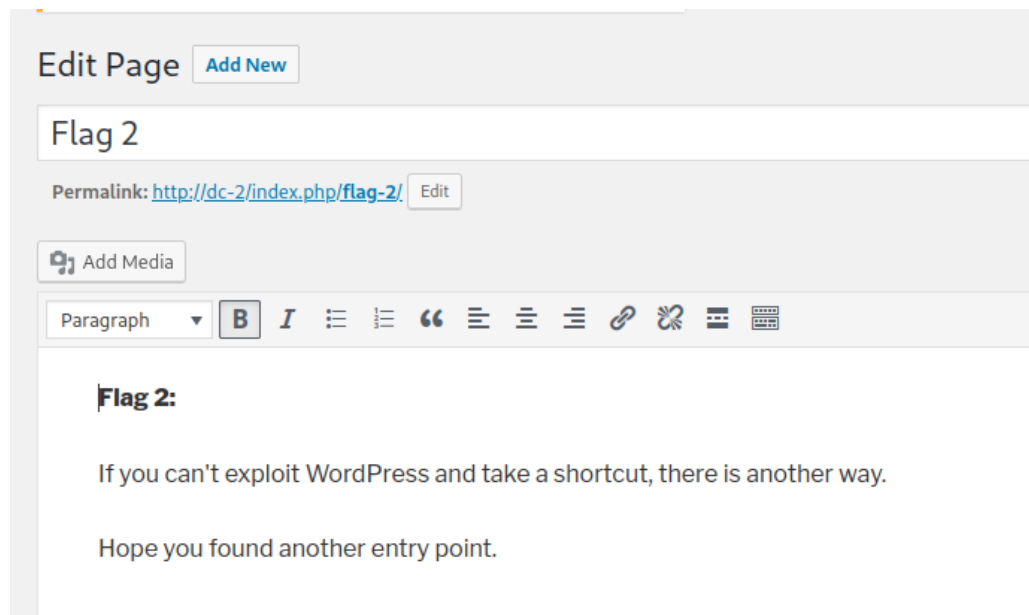 Edit Page Add New
Flag 2
Permalink: http://dc-2/index.php/flag-2/ Edit
Add Media
Paragraph B I
Flag 2:
If you can't exploit WordPress and take a shortcut, there is another way.
Hope you found another entry point.